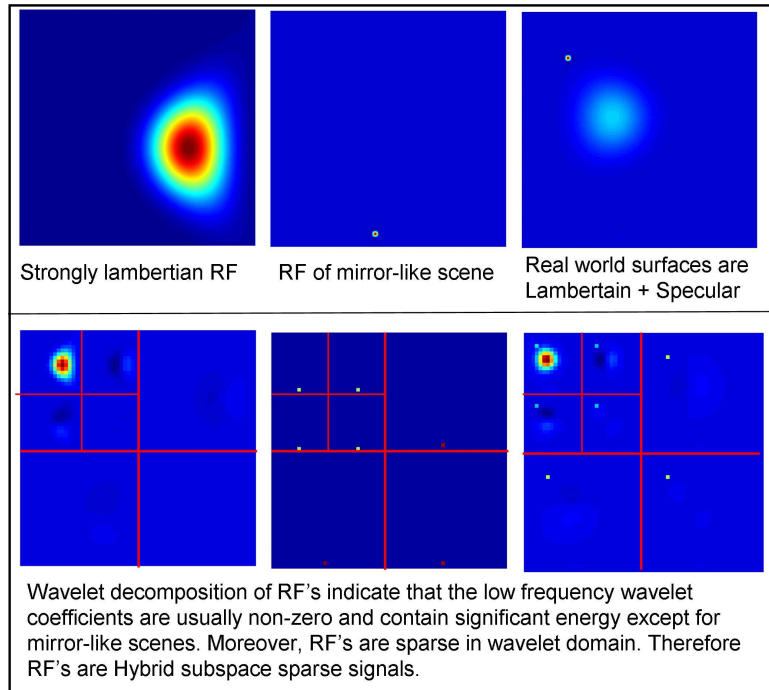 Strongly lambertian RF
RF of mirror-like scene
Real world surfaces are
Lambertain + Specular
Wavelet decomposition of RF's indicate that the low frequency wavelet
coefficients are usually non-zero and contain significant energy except for
mirror-like scenes. Moreover, RF's are sparse in wavelet domain. Therefore
RF's are Hybrid subspace sparse signals.